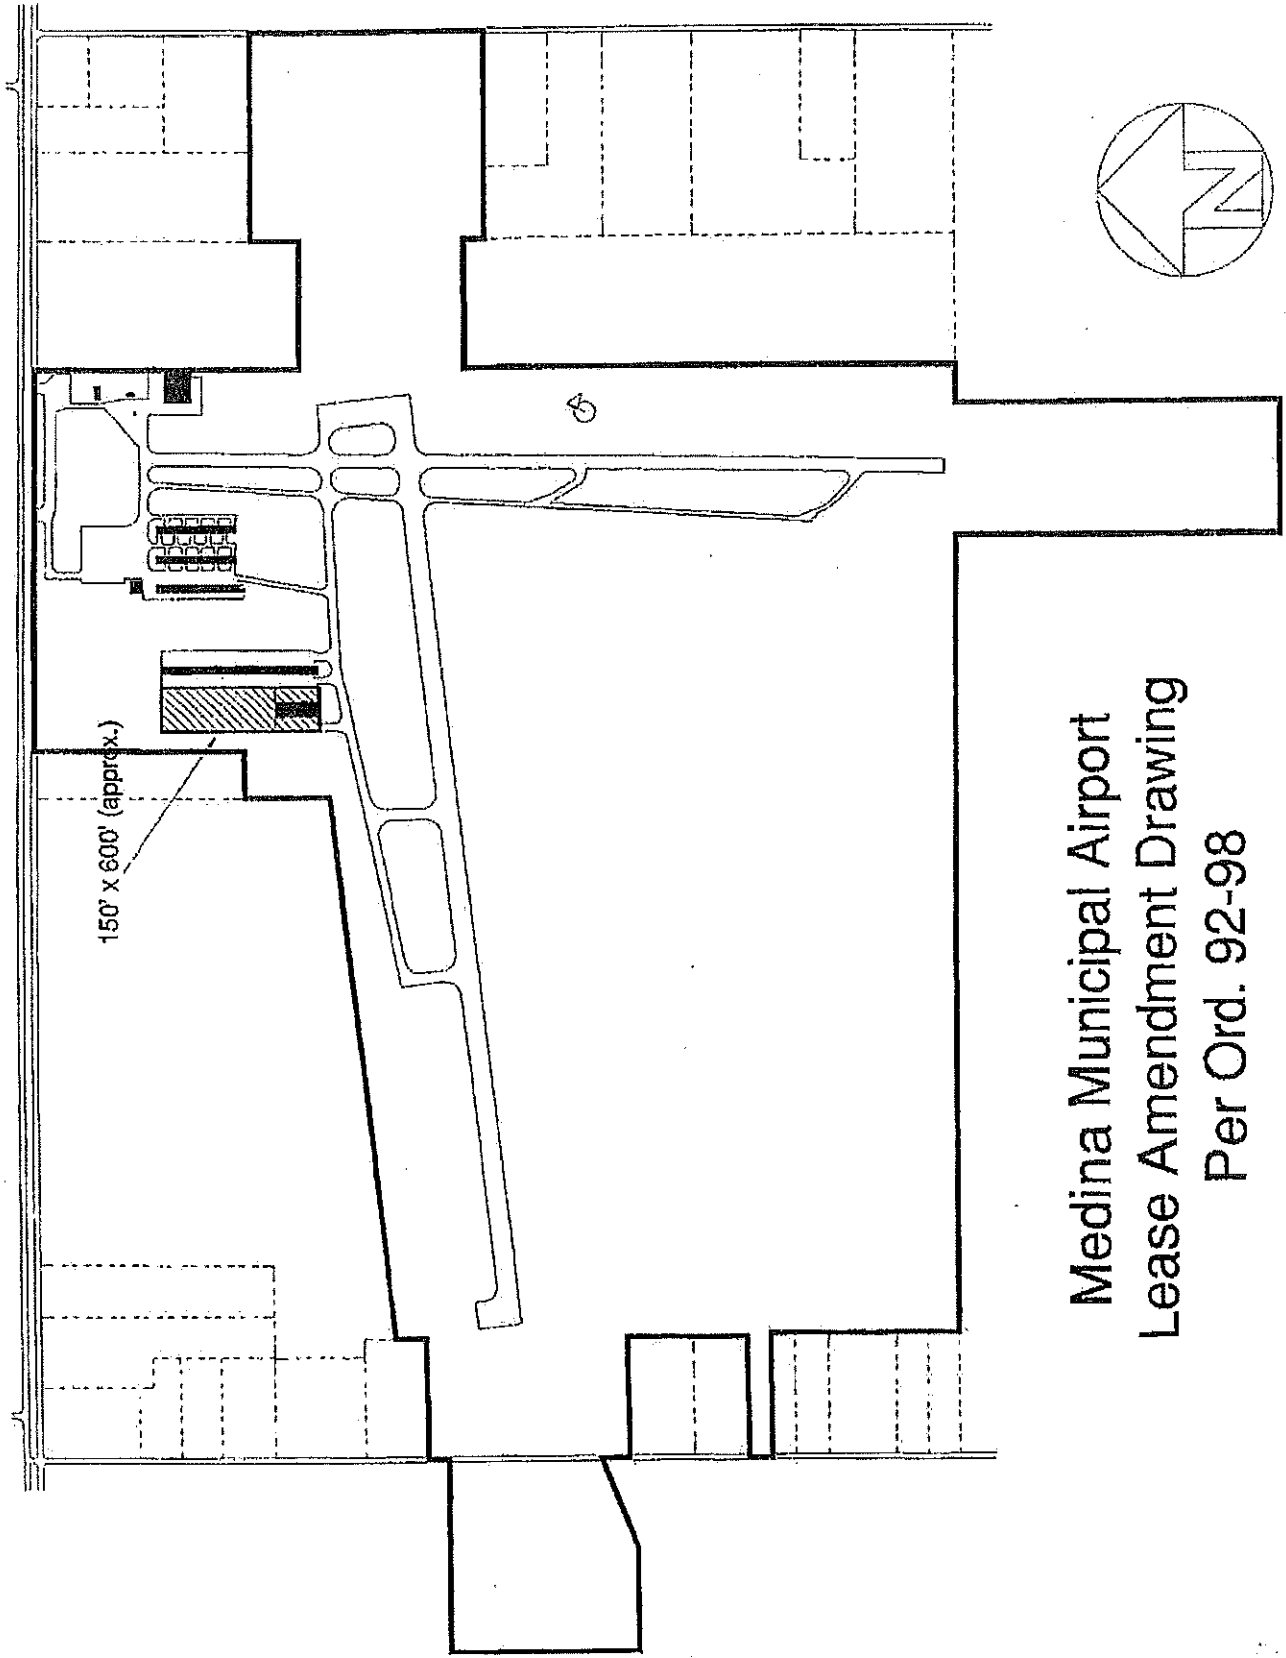 150' x 600' (approx.)
Medina Municipal Airport
Lease Amendment Drawing
Per Ord. 92-98
N